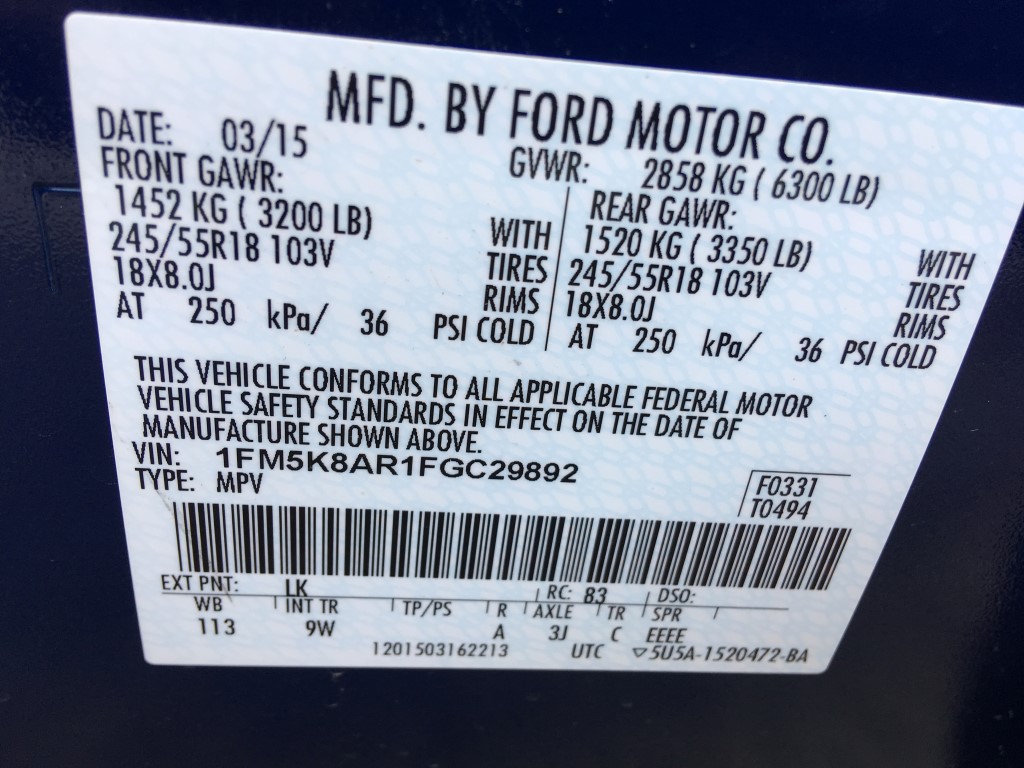 MFD. BY FORD MOTOR CO.
DATE: 03/15 GVWR: 2858 KG ( 6300 LB)
FRONT GAWR: REAR GAWR:
1452 KG ( 3200 LB) WITH 1520 KG ( 3350 LB) WITH
245/55R18 103V TIRES 245/55R18 103V TIRES
18X8.0J RIMS 18X8.0J RIMS
AT 250 kPa/ 36 PSI COLD AT 250 kPa/ 36 PSI COLD
THIS VEHICLE CONFORMS TO ALL APPLICABLE FEDERAL MOTOR
VEHICLE SAFETY STANDARDS IN EFFECT ON THE DATE OF
MANUFACTURE SHOWN ABOVE.
VIN: 1FM5K8AR1FGC29892
TYPE: MPV
F0331
T0494
EXT PNT: LK RC: 83 DSO:
WB INT TR TP/PS R AXLE TR SPR
113 9W A 3J C EEEE
1201503162213 UTC ▽5U5A-1520472-BA